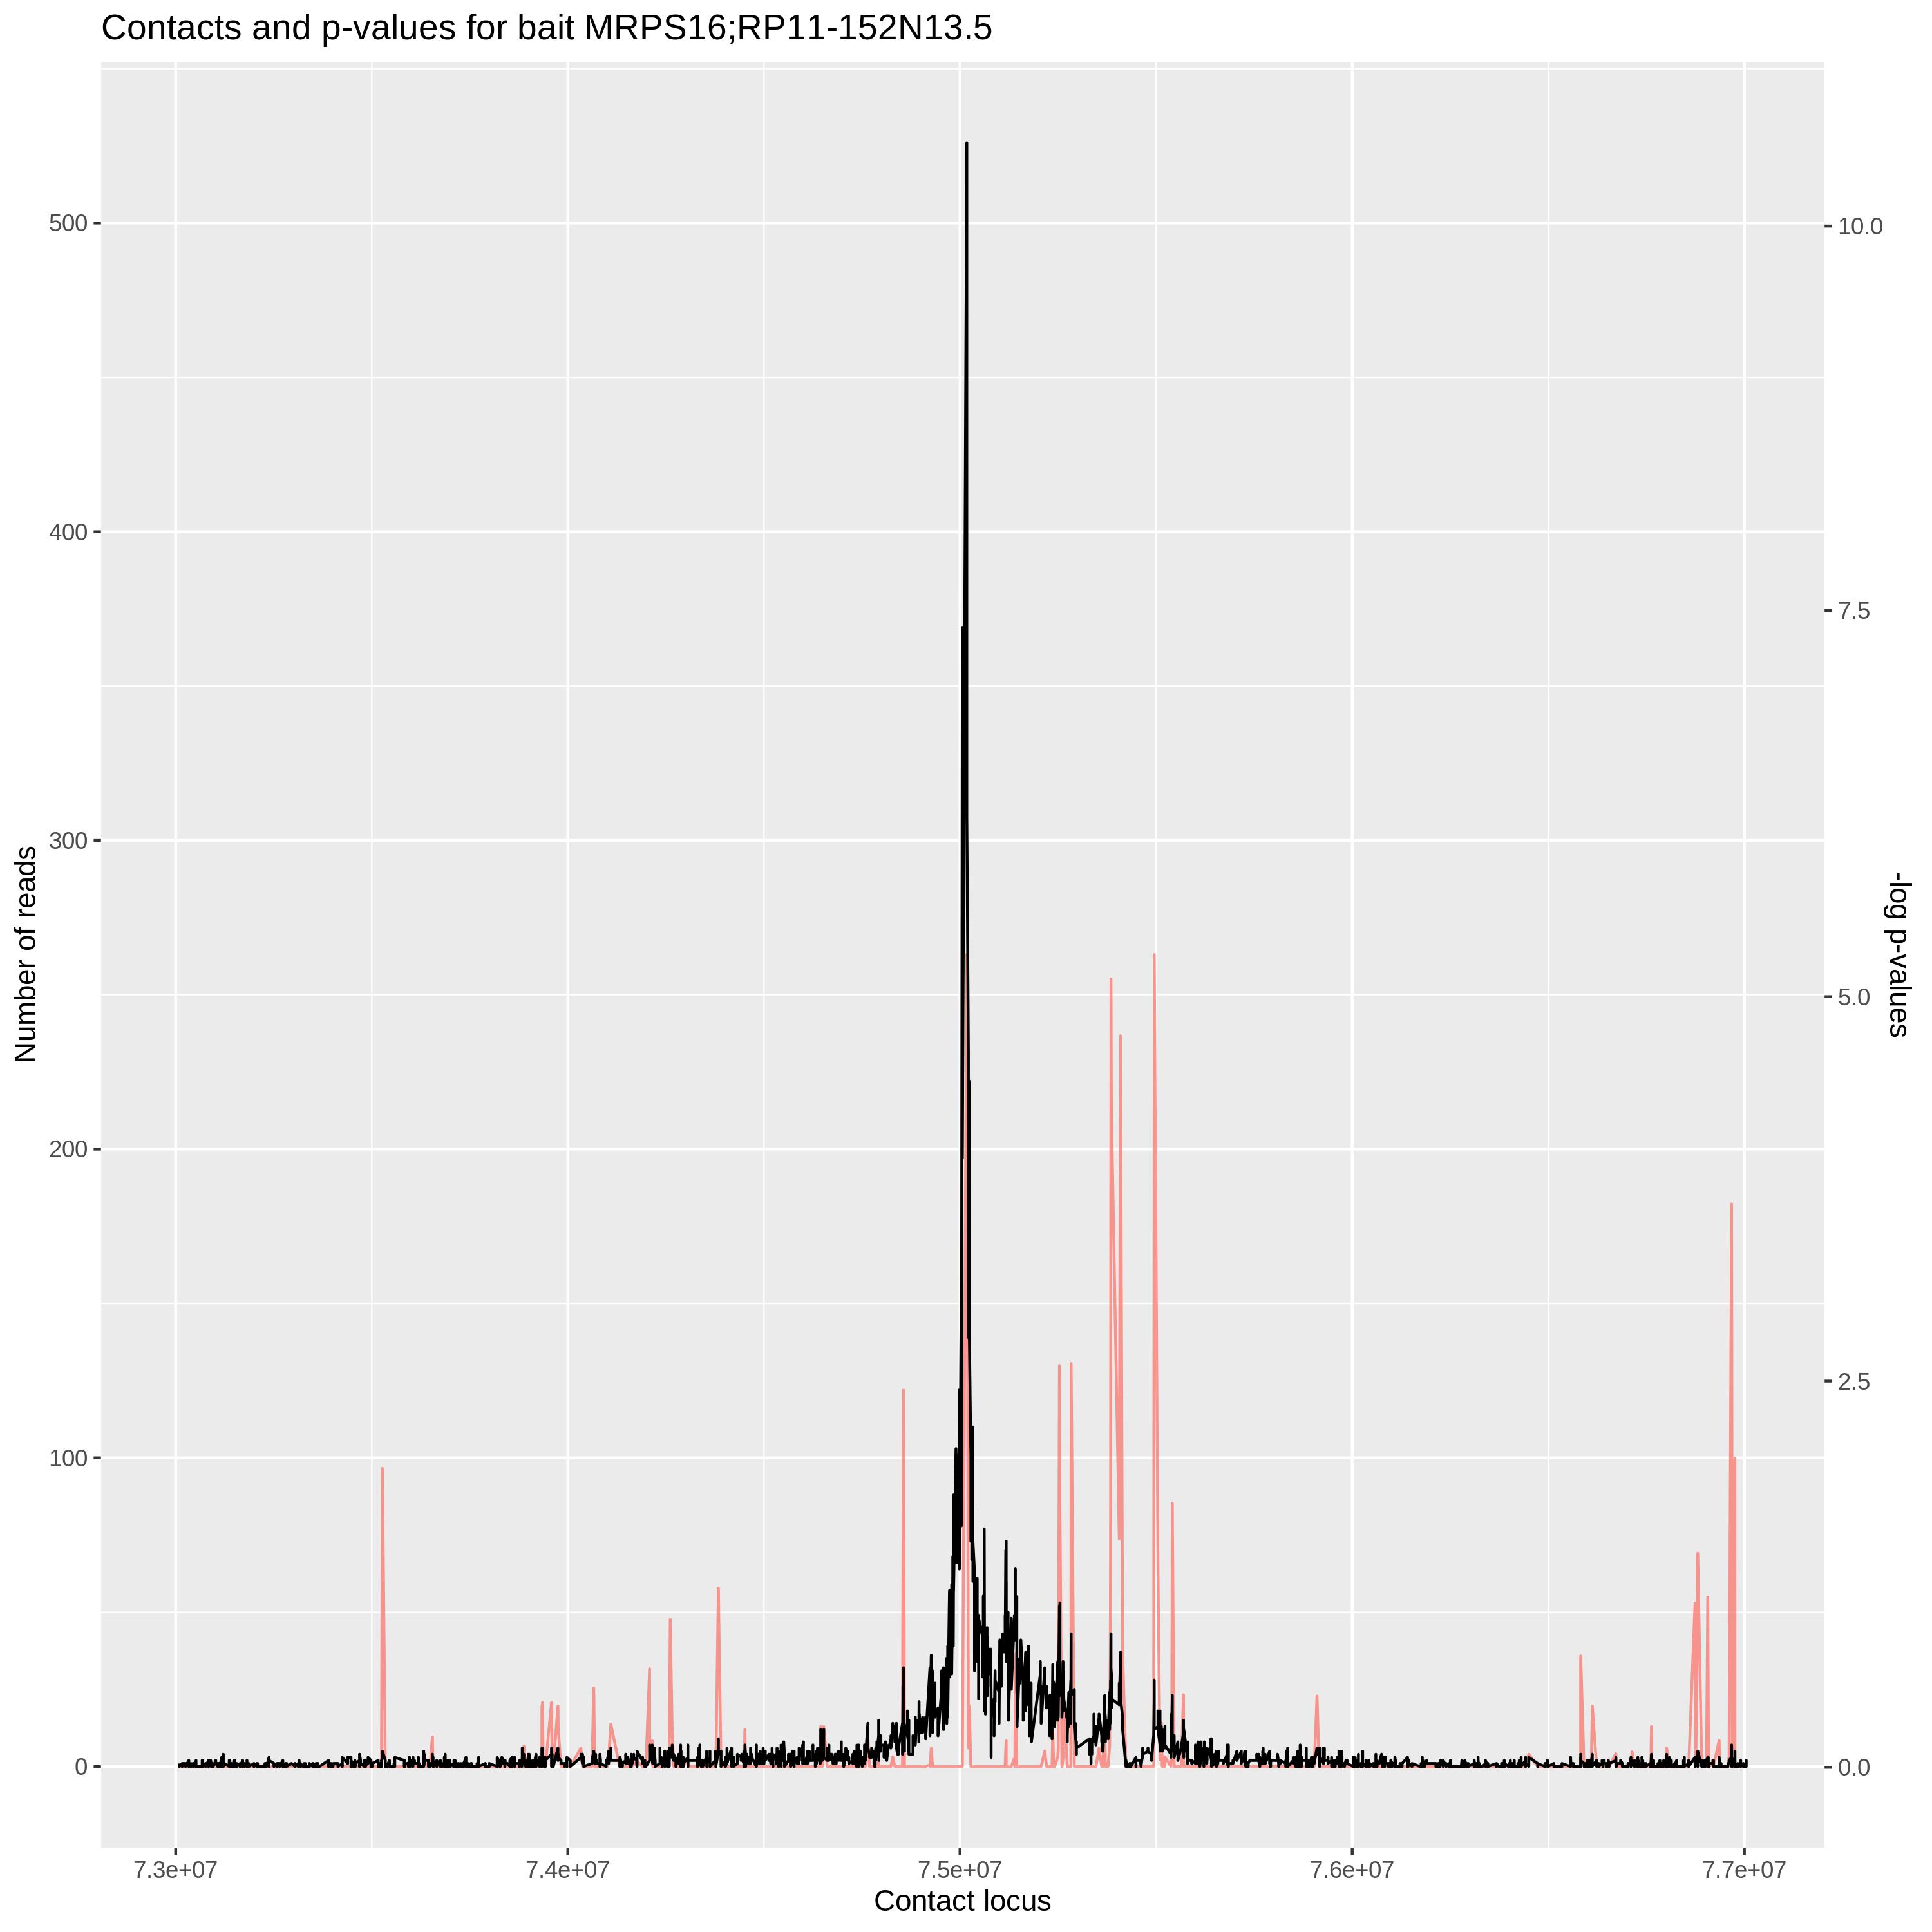 Contacts and p-values for bait MRPS16;RP11-152N13.5
500
400
300
200
100
0
Number of reads
10.0
7.5
5.0
2.5
0.0
-log p-values
7.3e+07
7.4e+07
7.5e+07
7.6e+07
7.7e+07
Contact locus